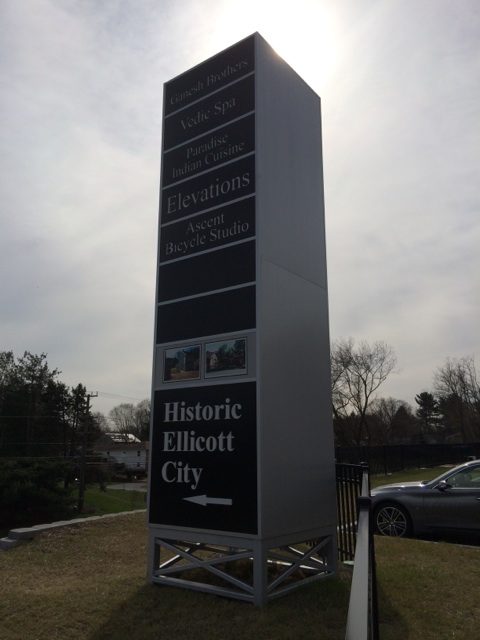 Ganesh Brothers
Vedic Spa
Paradise
Indian Cuisine
Elevations
Ascent
Bicycle Studio
Historic
Ellicott
City